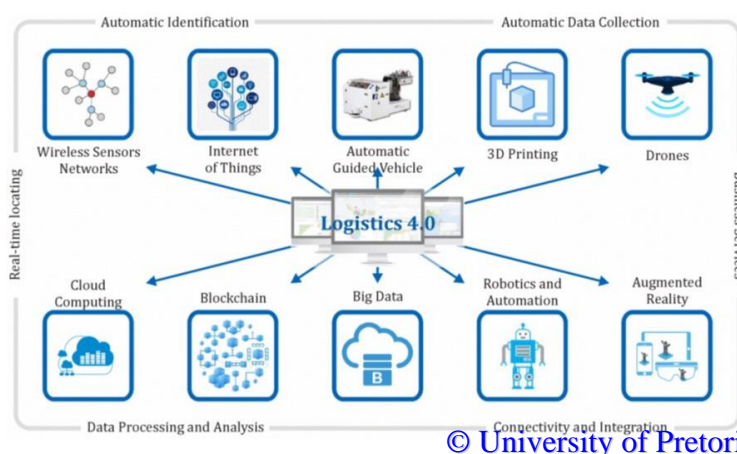 Automatic Identification
Automatic Data Collection
Wireless Sensors
Networks
Internet
of Things
Automatic
Guided Vehicle
3D Printing
Drones
Real-time locating
Logistics 4.0
Cloud
Computing
Blockchain
Big Data
B
Robotics and
Automation
Augmented
Reality
Data Processing and Analysis
Connectivity and Integration
© University of Pretori